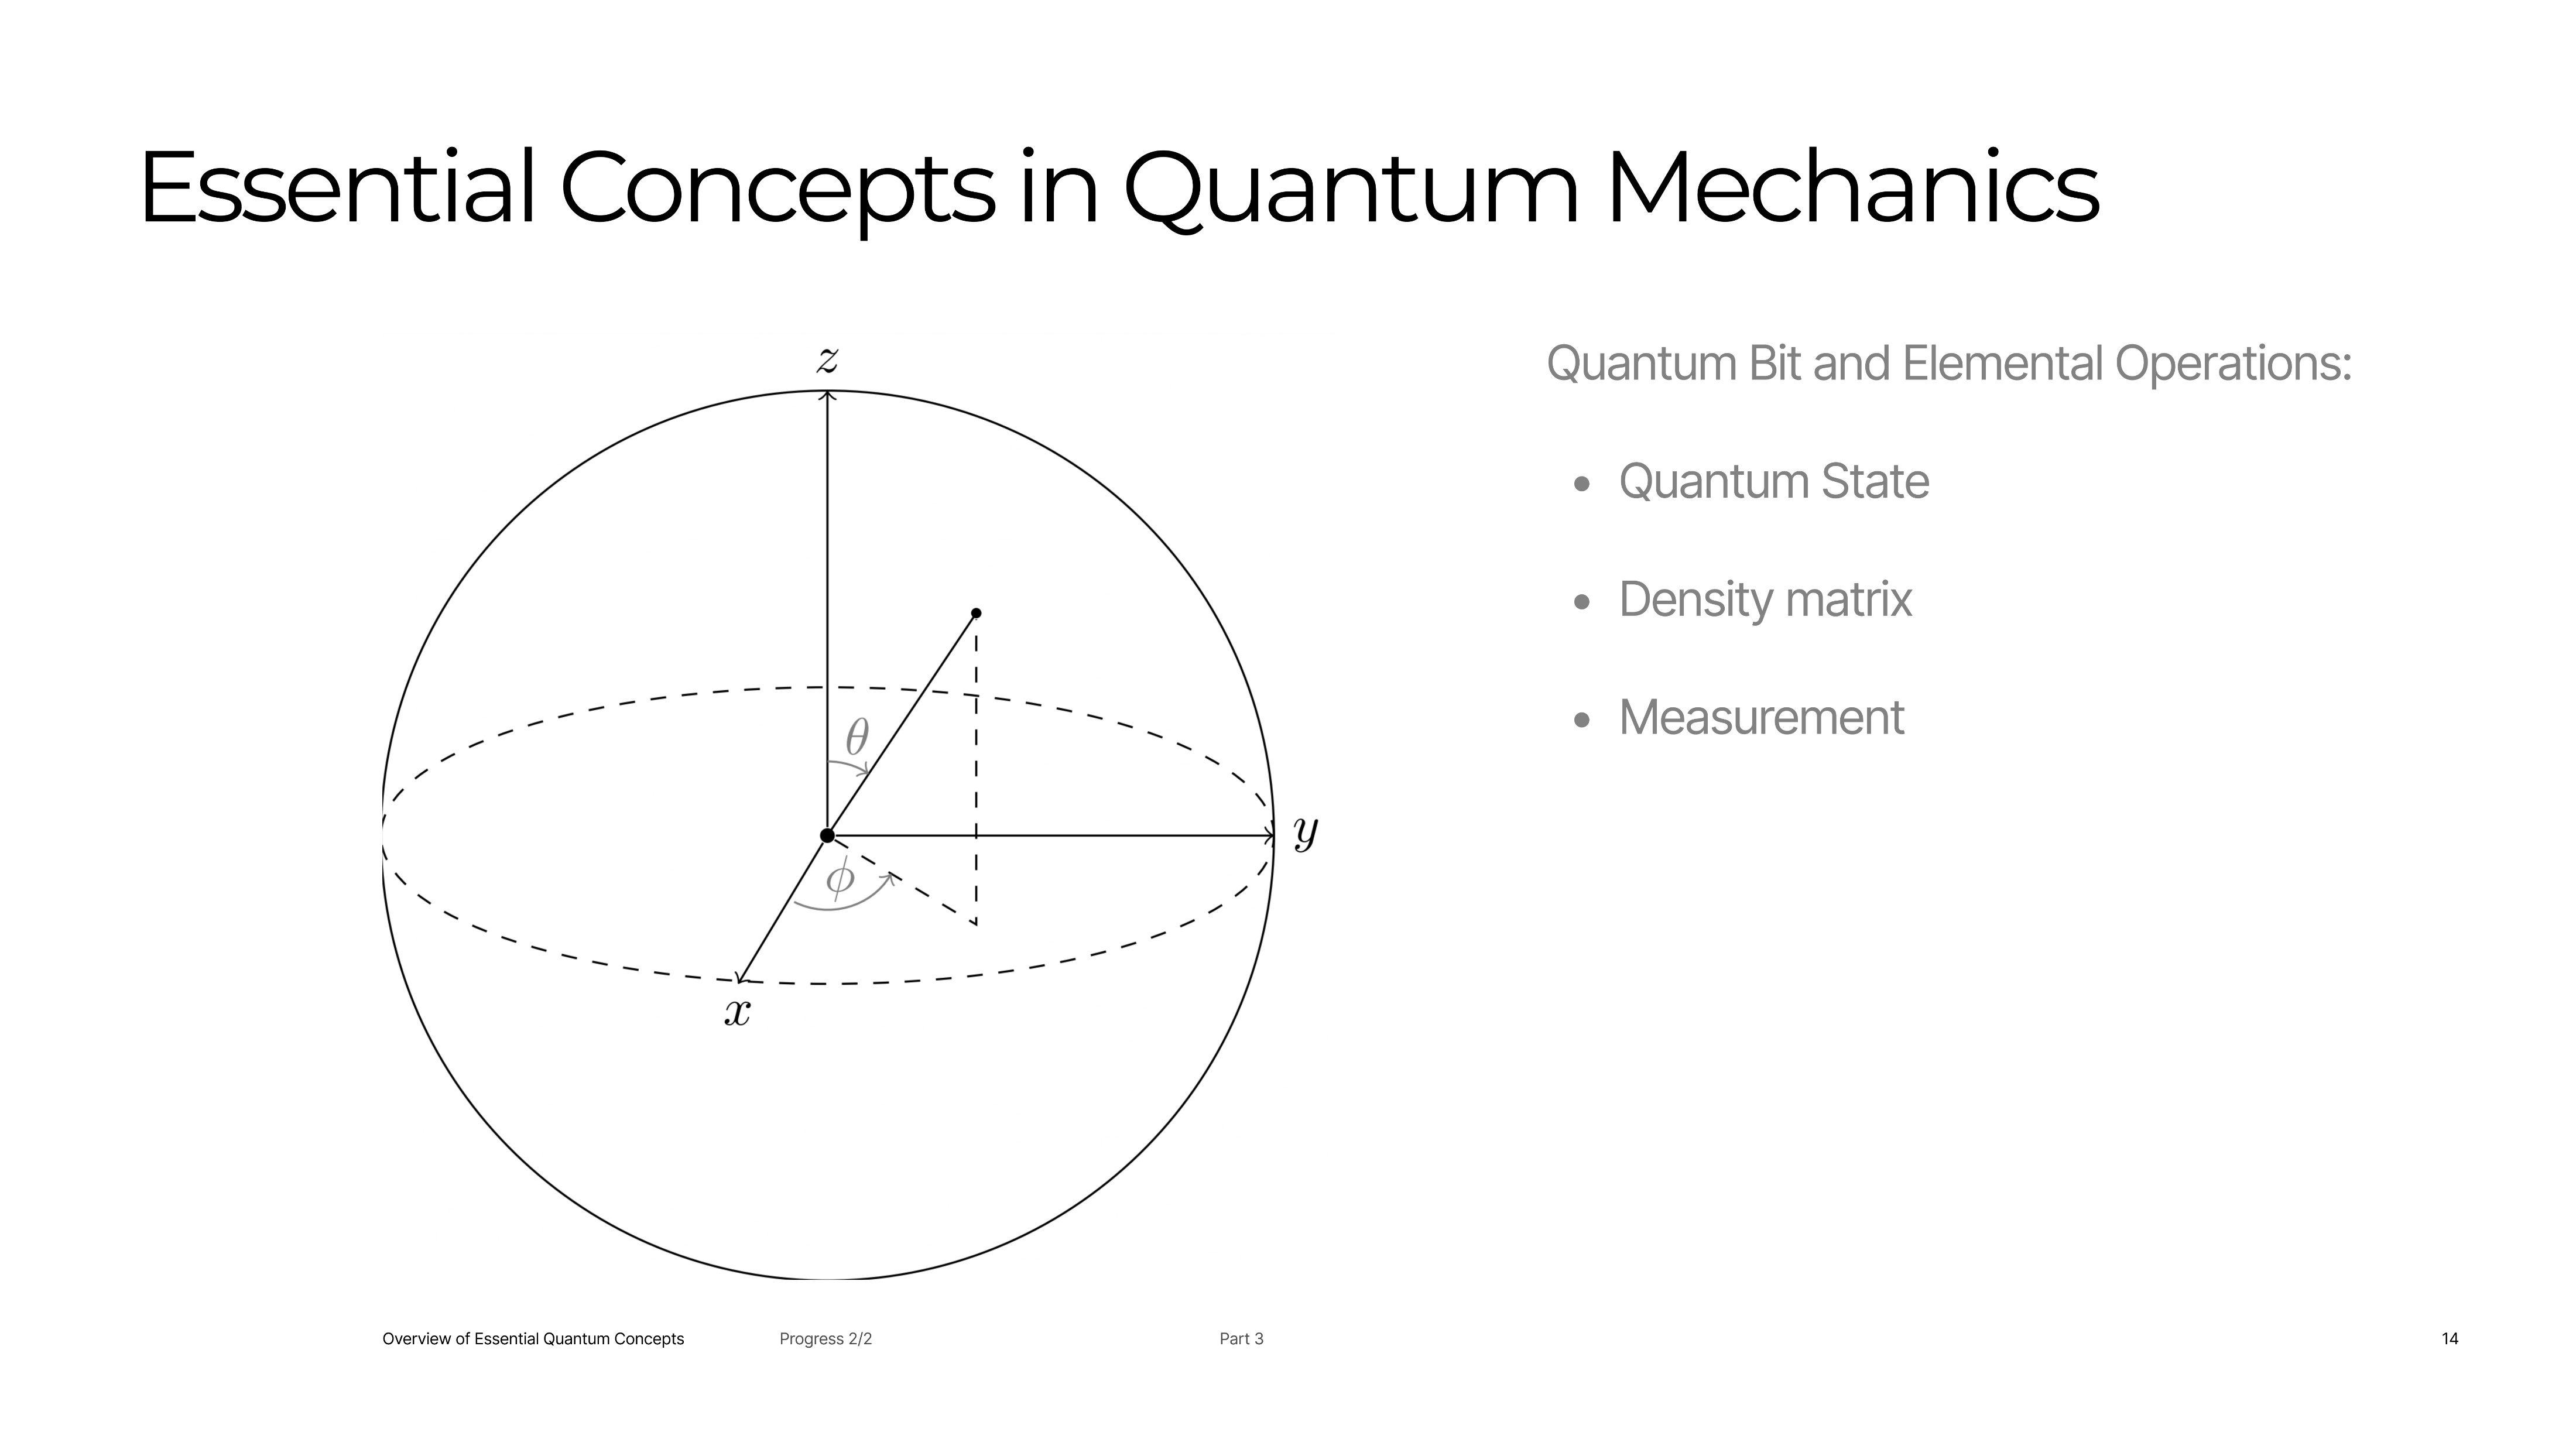 Essential Concepts in Quantum Mechanics
z
θ
y
ϕ
x
Quantum Bit and Elemental Operations:
• Quantum State
• Density matrix
• Measurement
Overview of Essential Quantum Concepts
Progress 2/2
Part 3
14